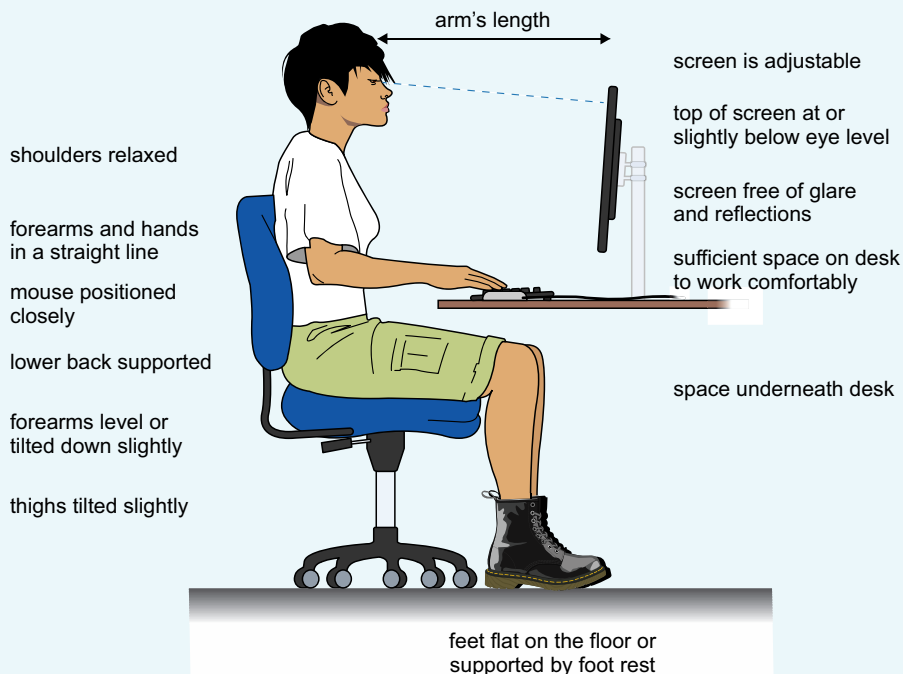 arm's length
shoulders relaxed
forearms and hands
in a straight line
mouse positioned
closely
lower back supported
forearms level or
tilted down slightly
thighs tilted slightly
screen is adjustable
top of screen at or
slightly below eye level
screen free of glare
and reflections
sufficient space on desk
to work comfortably
space underneath desk
feet flat on the floor or
supported by foot rest